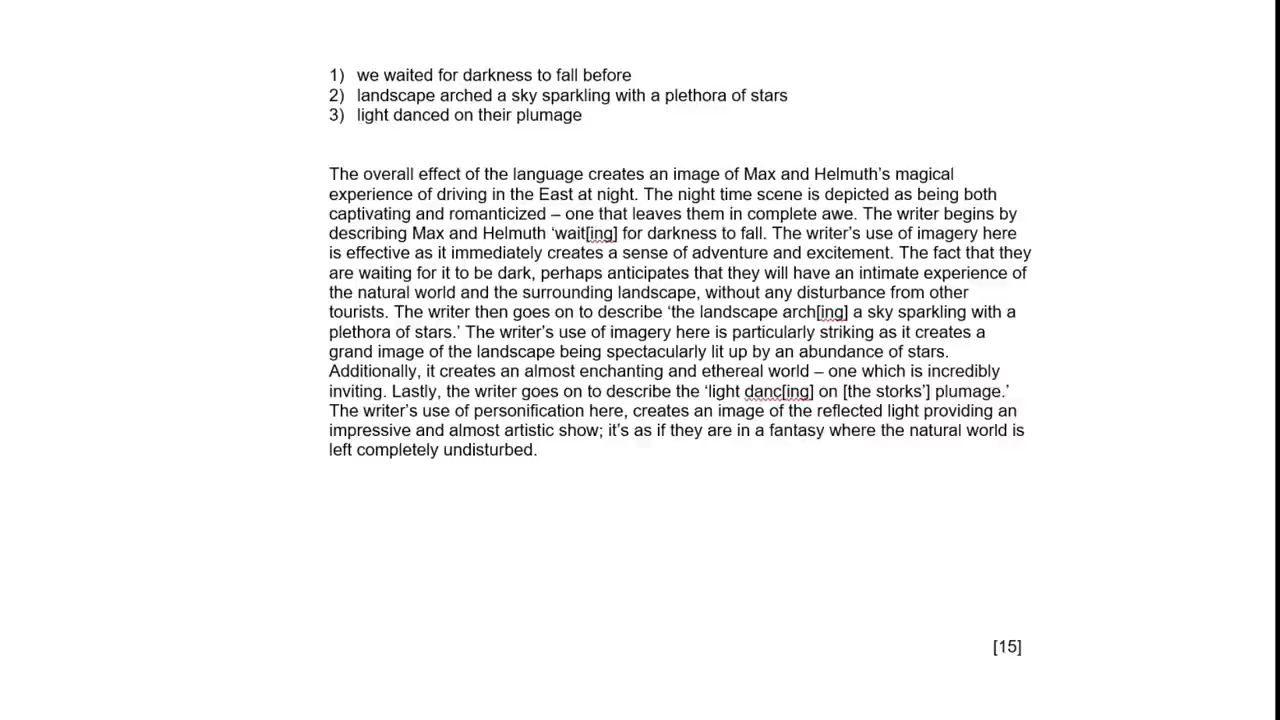 1) we waited for darkness to fall before
2) landscape arched a sky sparkling with a plethora of stars
3) light danced on their plumage
The overall effect of the language creates an image of Max and Helmuth’s magical
experience of driving in the East at night. The night time scene is depicted as being both
captivating and romanticized – one that leaves them in complete awe. The writer begins by
describing Max and Helmuth ‘wait[ing] for darkness to fall. The writer’s use of imagery here
is effective as it immediately creates a sense of adventure and excitement. The fact that they
are waiting for it to be dark, perhaps anticipates that they will have an intimate experience of
the natural world and the surrounding landscape, without any disturbance from other
tourists. The writer then goes on to describe ‘the landscape arch[ing] a sky sparkling with a
plethora of stars.’ The writer’s use of imagery here is particularly striking as it creates a
grand image of the landscape being spectacularly lit up by an abundance of stars.
Additionally, it creates an almost enchanting and ethereal world – one which is incredibly
inviting. Lastly, the writer goes on to describe the ‘light danc[ing] on [the storks’] plumage.’
The writer’s use of personification here, creates an image of the reflected light providing an
impressive and almost artistic show; it’s as if they are in a fantasy where the natural world is
left completely undisturbed.
[15]